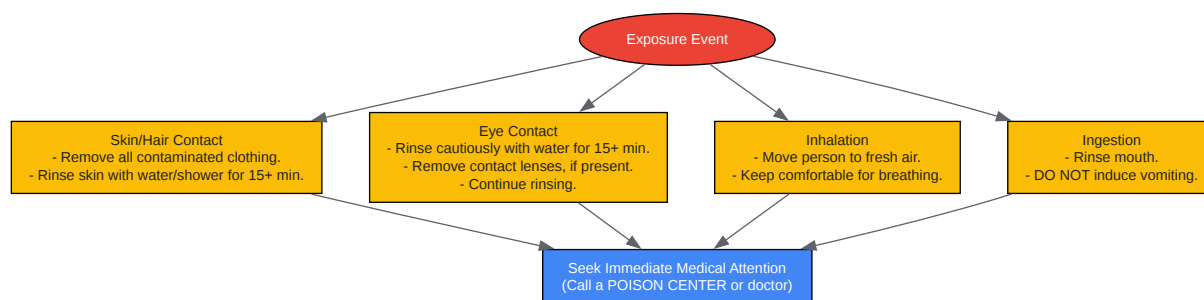 Exposure Event
Skin/Hair Contact
- Remove all contaminated clothing.
- Rinse skin with water/shower for 15+ min.
Eye Contact
- Rinse cautiously with water for 15+ min.
- Remove contact lenses, if present.
- Continue rinsing.
Inhalation
- Move person to fresh air.
- Keep comfortable for breathing.
Ingestion
- Rinse mouth.
- DO NOT induce vomiting.
Seek Immediate Medical Attention
(Call a POISON CENTER or doctor)